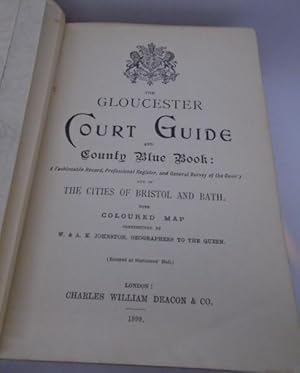 THE
GLOUCESTER
COURT GUIDE
AND
County Blue Book:
A Fashionable Record, Professional Register, and General Survey of the County
AND OF
THE CITIES OF BRISTOL AND BATH.
WITH
COLOURED MAP
CONSTRUCTED BY
W. & A. K. JOHNSTON, GEOGRAPHERS TO THE QUEEN.
(Entered at Stationers' Hall.)
LONDON:
CHARLES WILLIAM DEACON & CO.
1899.